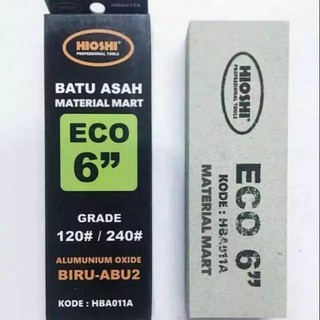 HIOSHI
PROFESSIONAL TOOLS
BATU ASAH
MATERIAL MART
ECO
6”
GRADE
120# / 240#
ALUMUNIUM OXIDE
BIRU-ABU2
KODE : HBA011A
HIOSHI
PROFESSIONAL TOOLS
ECO 6”
KODE : HBA011A
MATERIAL MART